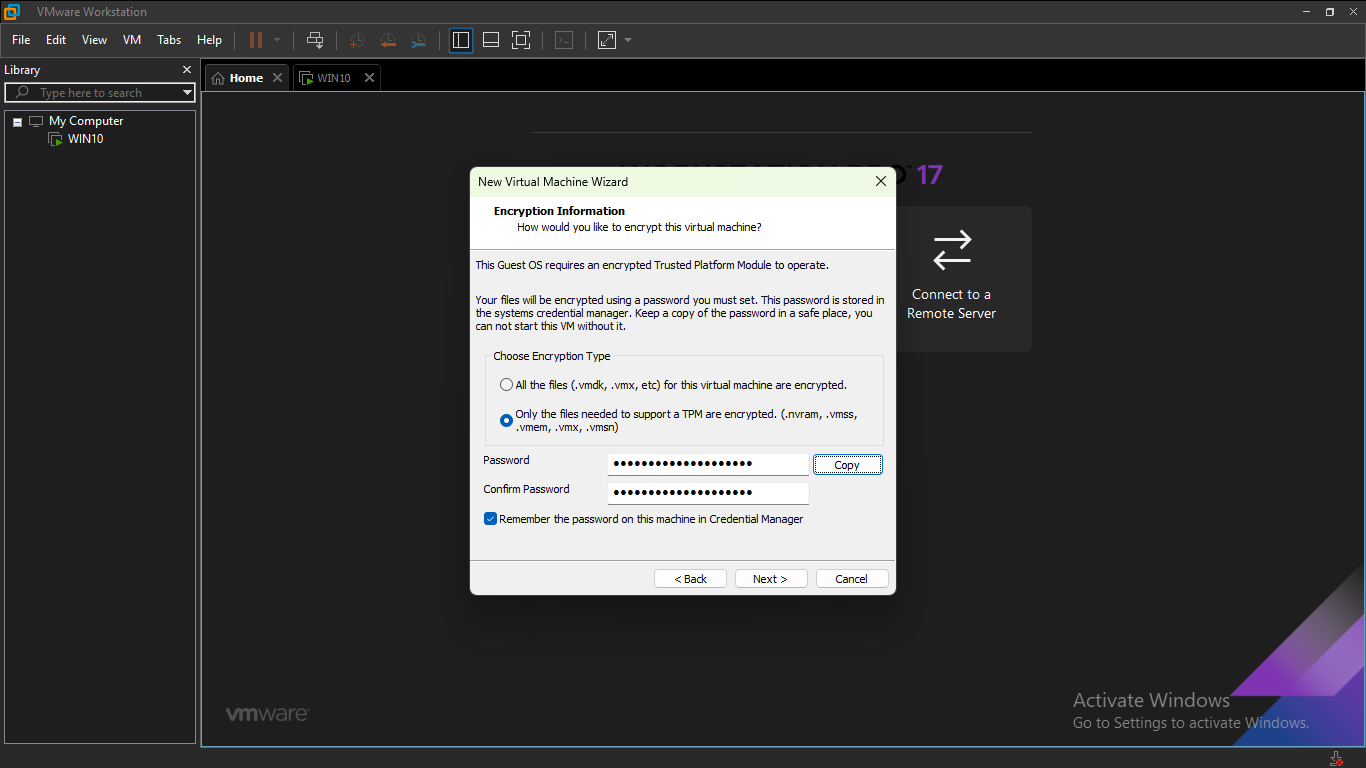 VMware Workstation
File Edit View VM Tabs Help
Library
Type here to search
My Computer
WIN10
Home
WIN10
17
Connect to a
Remote Server
New Virtual Machine Wizard
Encryption Information
How would you like to encrypt this virtual machine?
This Guest OS requires an encrypted Trusted Platform Module to operate.
Your files will be encrypted using a password you must set. This password is stored in
the systems credential manager. Keep a copy of the password in a safe place, you
can not start this VM without it.
Choose Encryption Type
All the files (.vmdk, .vmx, etc) for this virtual machine are encrypted.
Only the files needed to support a TPM are encrypted. (.nvram, .vmss,
.vmem, .vmx, .vmsn)
Password
Copy
Confirm Password
Remember the password on this machine in Credential Manager
< Back Next > Cancel
vmware
Activate Windows
Go to Settings to activate Windows.